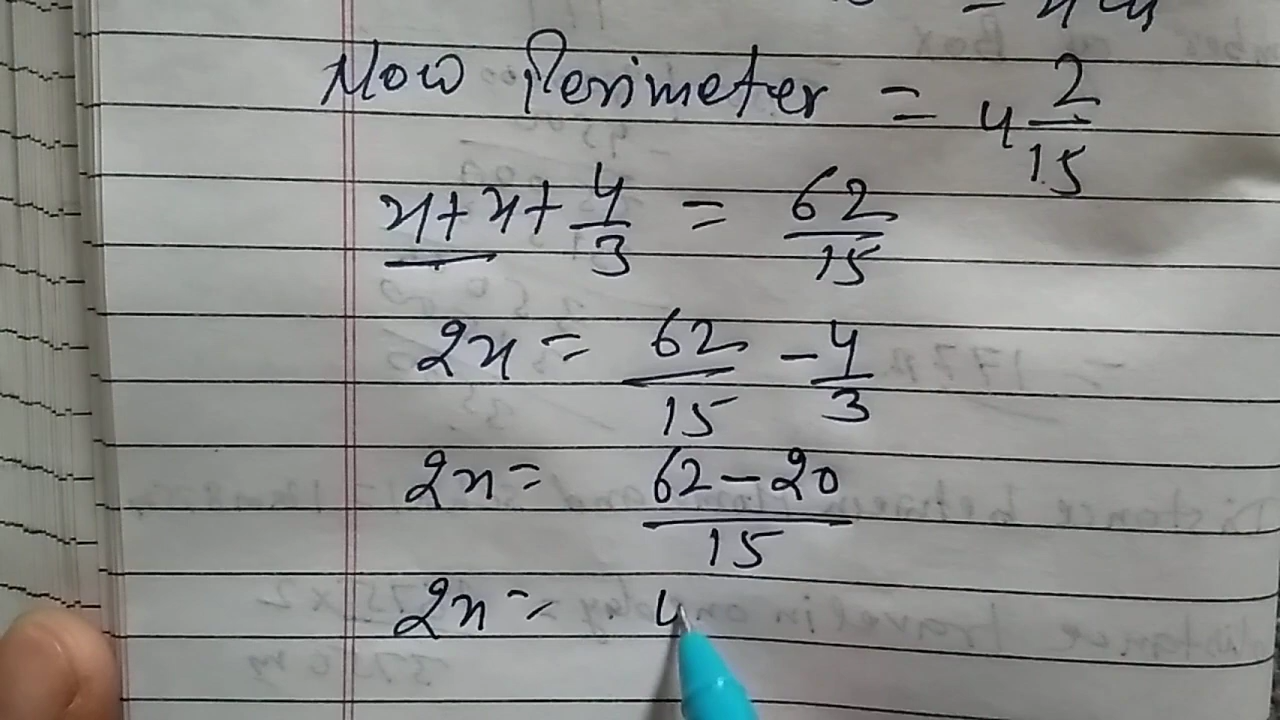 = x cm
Now Perimeter = 4 2/15
x + x + 4/3 = 62/15
2x = 62/15 - 4/3
2x = 62 - 20/15
2x = 4